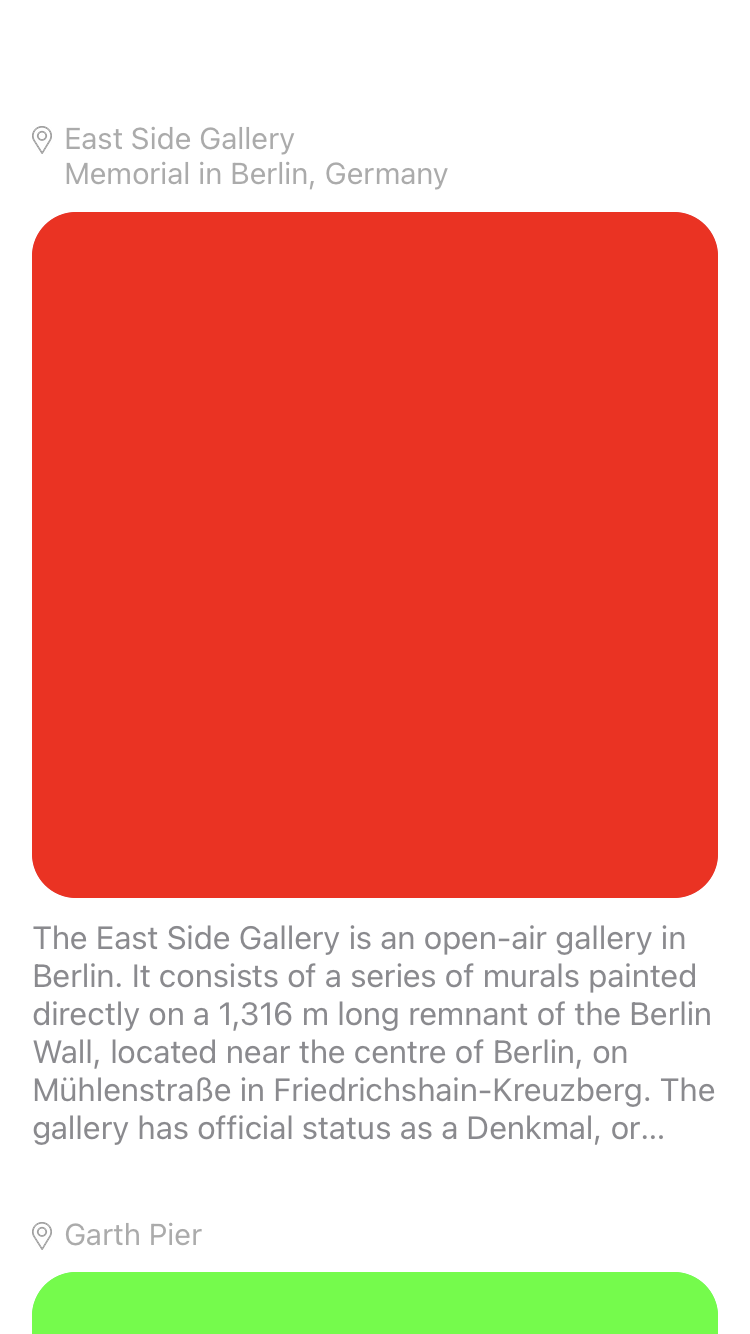 East Side Gallery
Memorial in Berlin, Germany
The East Side Gallery is an open-air gallery in
Berlin. It consists of a series of murals painted
directly on a 1,316 m long remnant of the Berlin
Wall, located near the centre of Berlin, on
Mühlenstraße in Friedrichshain-Kreuzberg. The
gallery has official status as a Denkmal, or...
Garth Pier